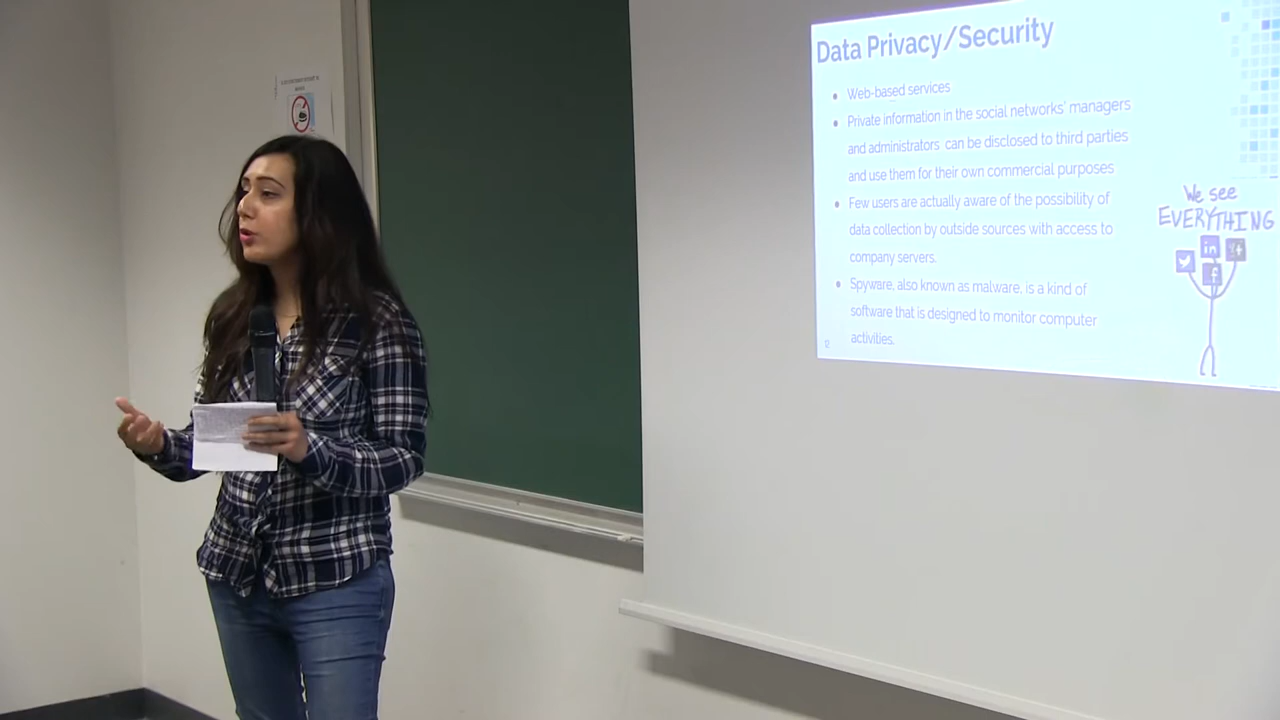 Data Privacy/Security
Web-based services
Private information in the social networks' managers
and administrators can be disclosed to third parties
and use them for their own commercial purposes
Few users are actually aware of the possibility of
data collection by outside sources with access to
company servers.
Spyware, also known as malware, is a kind of
software that is designed to monitor computer
activities.
12
We see
EVERYTHING
in
f